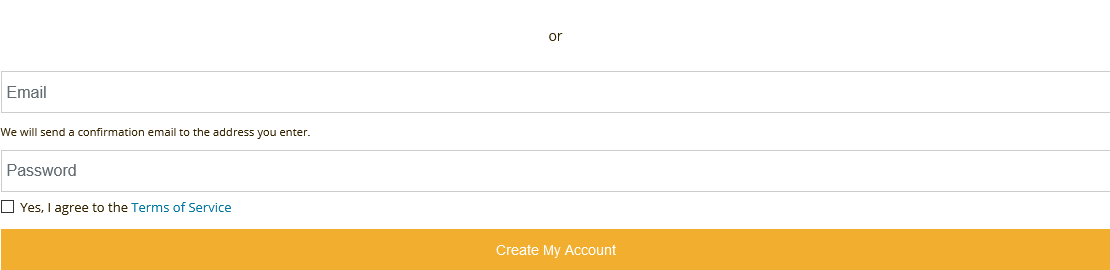 or
Email
We will send a confirmation email to the address you enter.
Password
Yes, I agree to the Terms of Service
Create My Account